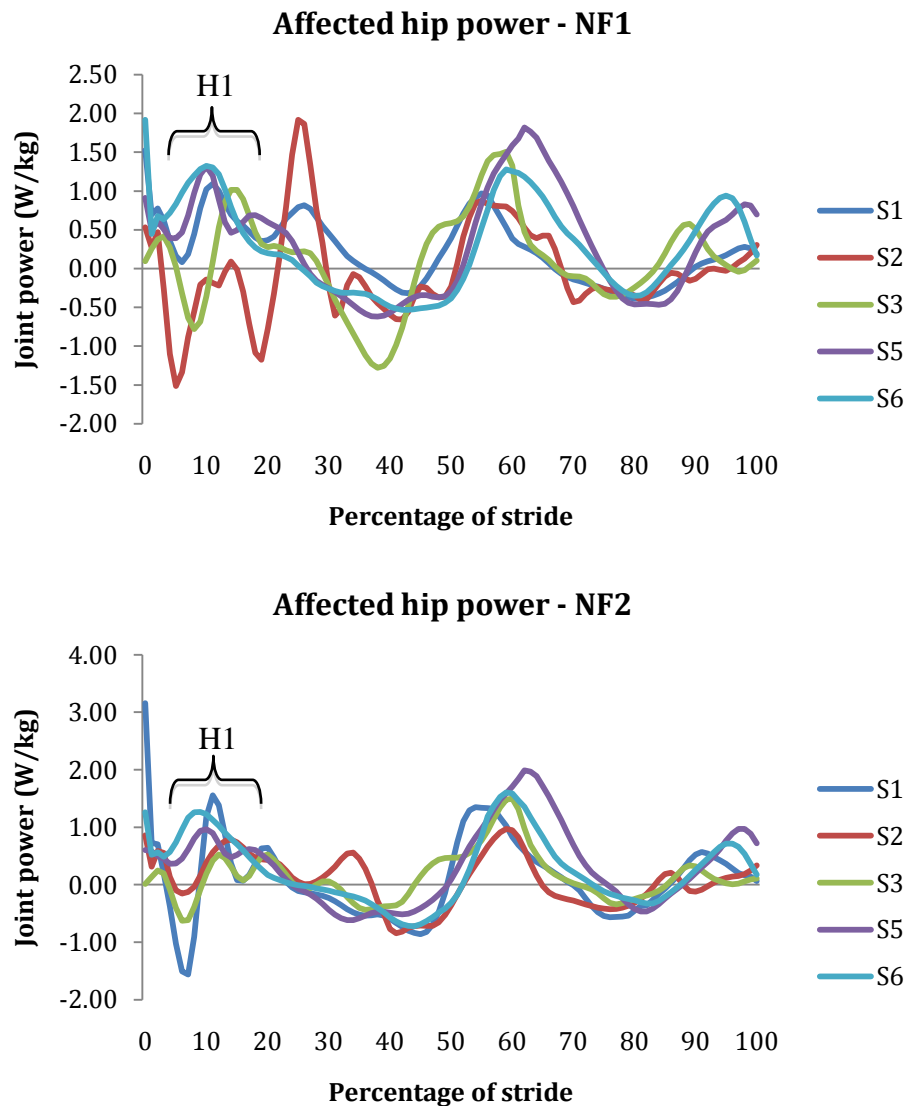 Affected hip power - NF1
2.50
2.00
1.50
1.00
0.50
0.00
-0.50
-1.00
-1.50
-2.00
Joint power (W/kg)
H1
0 10 20 30 40 50 60 70 80 90 100
Percentage of stride
S1
S2
S3
S5
S6
Affected hip power - NF2
4.00
3.00
2.00
1.00
0.00
-1.00
-2.00
Joint power (W/kg)
H1
0 10 20 30 40 50 60 70 80 90 100
Percentage of stride
S1
S2
S3
S5
S6